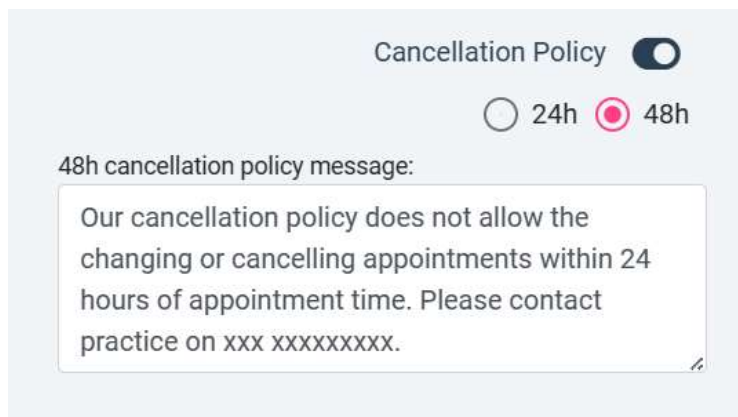 Cancellation Policy
24h 48h
48h cancellation policy message:
Our cancellation policy does not allow the
changing or cancelling appointments within 24
hours of appointment time. Please contact
practice on xxx xxxxxxxxx.